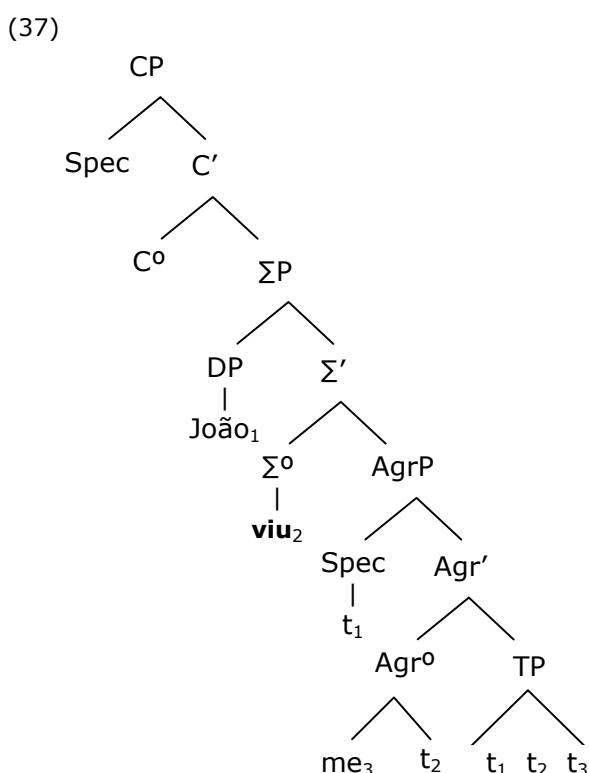 (37)
CP
Spec C′
Cº
ΣP
DP Σ′
João₁
Σº AgrP
viu₂
Spec Agr′
t₁
Agrº TP
me₃ t₂ t₁ t₂ t₃